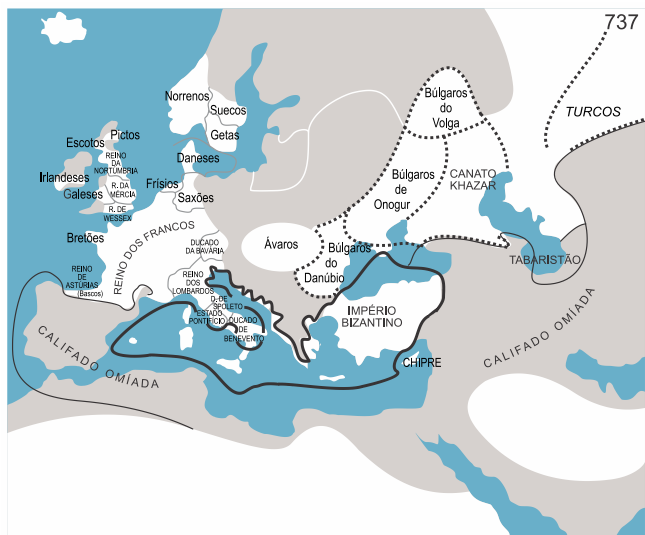 737
Búlgaros
do
Volga
TURCOS
Norrenos
Suecos
Getas
Pictos
Escotos
REINO
DA
NORTÚMBRIA
Daneses
Irlandeses
R. DA
MÉRCIA
Galeses
R. DE
WESSEX
Frísios
Saxões
CANATO
KHAZAR
Búlgaros
de
Onogur
Bretões
REINO DOS FRANCOS
DUCADO
DA BAVÁRIA
Ávaros
Búlgaros
do
Danúbio
TABARISTÃO
REINO
DE
ASTÚRIAS
(Bascos)
REINO
DOS
LOMBARDOS
D. DE
SPOLETO
ESTADO
PONTIFÍCIO
DUCADO
DE
BENEVENTO
IMPÉRIO
BIZANTINO
CALIFADO OMÍADA
CALIFADO OMÍADA
CHIPRE